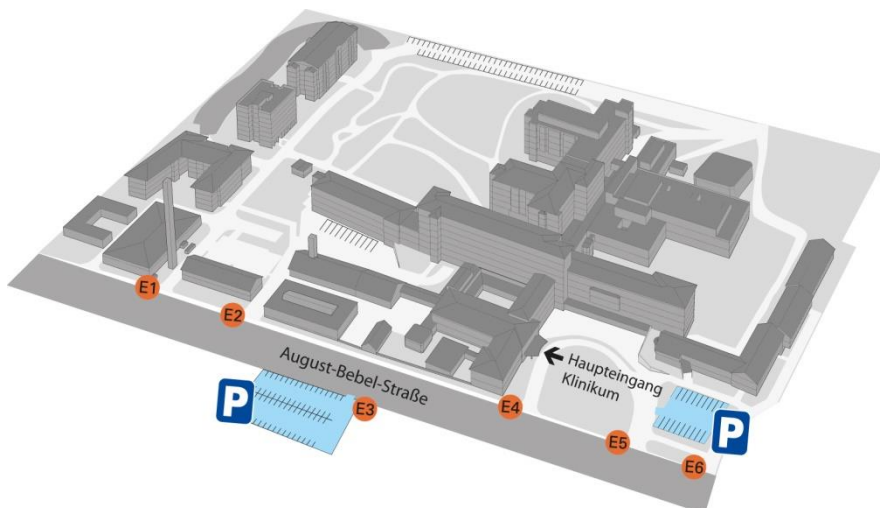 E1
E2
August-Bebel-Straße
Haupteingang
Klinikum
P
E3
E4
P
E5
E6